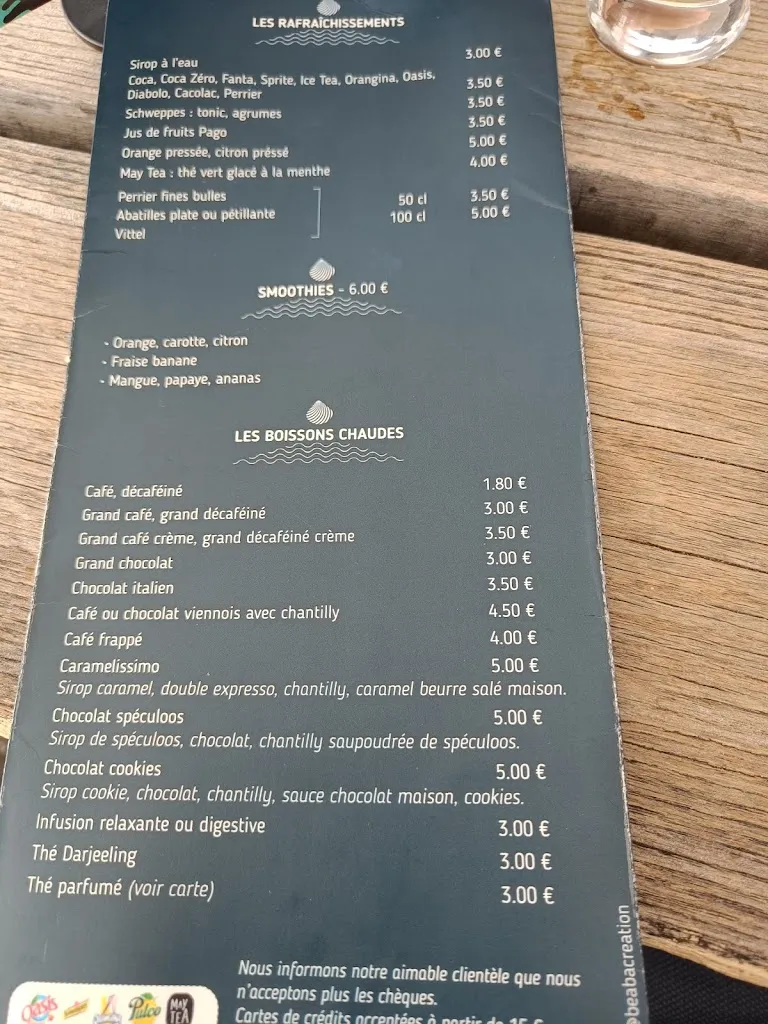 LES RAFRAÎCHISSEMENTS
Sirop à l'eau 3.00 €
Coca, Coca Zéro, Fanta, Sprite, Ice Tea, Orangina, Oasis, 3.50 €
Diabolo, Cacolac, Perrier
Schweppes : tonic, agrumes 3.50 €
Jus de fruits Pago 3.50 €
Orange pressée, citron préssé 5.00 €
May Tea : thé vert glacé à la menthe 4.00 €
Perrier fines bulles 50 cl 3.50 €
Abatilles plate ou pétillante 100 cl 5.00 €
Vittel
SMOOTHIES - 6.00 €
- Orange, carotte, citron
- Fraise banane
- Mangue, papaye, ananas
LES BOISSONS CHAUDES
Café, décaféiné 1.80 €
Grand café, grand décaféiné 3.00 €
Grand café crème, grand décaféiné crème 3.50 €
Grand chocolat 3.00 €
Chocolat italien 3.50 €
Café ou chocolat viennois avec chantilly 4.50 €
Café frappé 4.00 €
Caramelissimo 5.00 €
Sirop caramel, double expresso, chantilly, caramel beurre salé maison.
Chocolat spéculoos 5.00 €
Sirop de spéculoos, chocolat, chantilly saupoudrée de spéculoos.
Chocolat cookies 5.00 €
Sirop cookie, chocolat, chantilly, sauce chocolat maison, cookies.
Infusion relaxante ou digestive 3.00 €
Thé Darjeeling 3.00 €
Thé parfumé (voir carte) 3.00 €
Nous informons notre aimable clientèle que nous
n'acceptons plus les chèques.
Cartes de crédits acceptées à partir de 15 €
Oasis Pulco MAY TEA
beabacreation